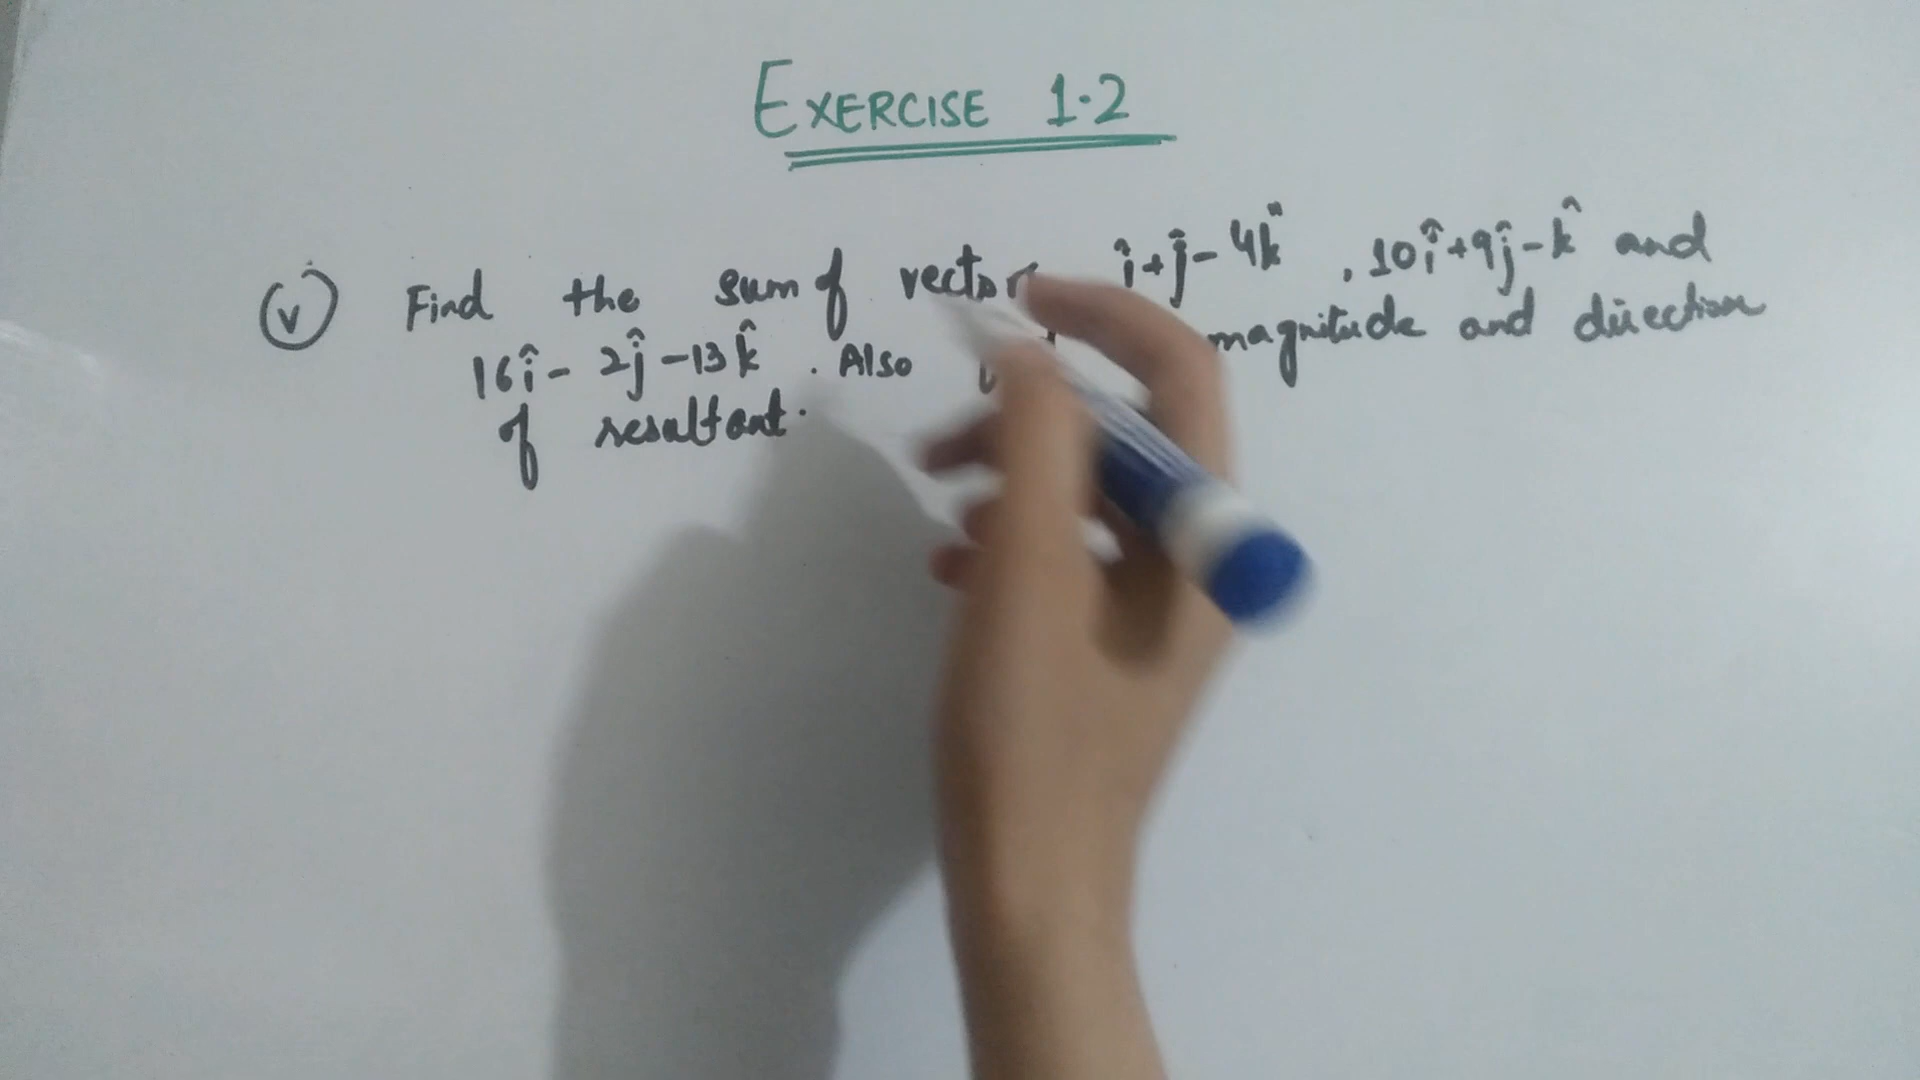 EXERCISE 1.2
(v) Find the sum of vector î+ĵ-4k̂ , 10î+9ĵ-k̂ and
16î- 2ĵ-13k̂ . Also magnitude and direction
of resultant.